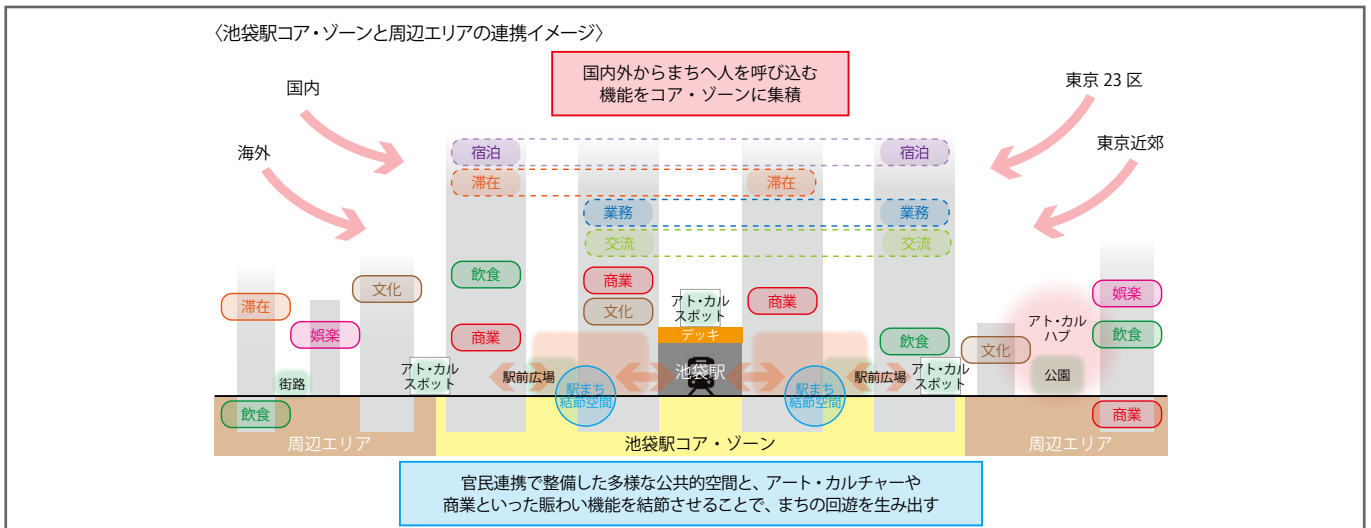 〈池袋駅コア・ゾーンと周辺エリアの連携イメージ〉
国内外からまちへ人を呼び込む
機能をコア・ゾーンに集積
国内
海外
東京 23 区
東京近郊
宿泊
宿泊
滞在
滞在
業務
業務
交流
交流
飲食
商業
文化
商業
文化
アト・カル
スポット
商業
デッキ
滞在
娯楽
街路
アト・カル
スポット
駅前広場
駅まち
結節空間
池袋駅
駅まち
結節空間
駅前広場
飲食
アト・カル
スポット
文化
アト・カル
ハブ
公園
娯楽
飲食
飲食
商業
周辺エリア
池袋駅コア・ゾーン
周辺エリア
官民連携で整備した多様な公共的空間と、アート・カルチャーや
商業といった賑わい機能を結節させることで、まちの回遊を生み出す